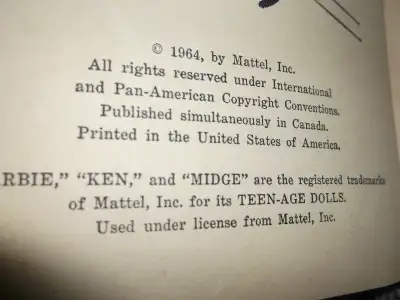 © 1964, by Mattel, Inc.
All rights reserved under International
and Pan-American Copyright Conventions.
Published simultaneously in Canada.
Printed in the United States of America.
RBIE,” “KEN,” and “MIDGE” are the registered trademarks
of Mattel, Inc. for its TEEN-AGE DOLLS.
Used under license from Mattel, Inc.